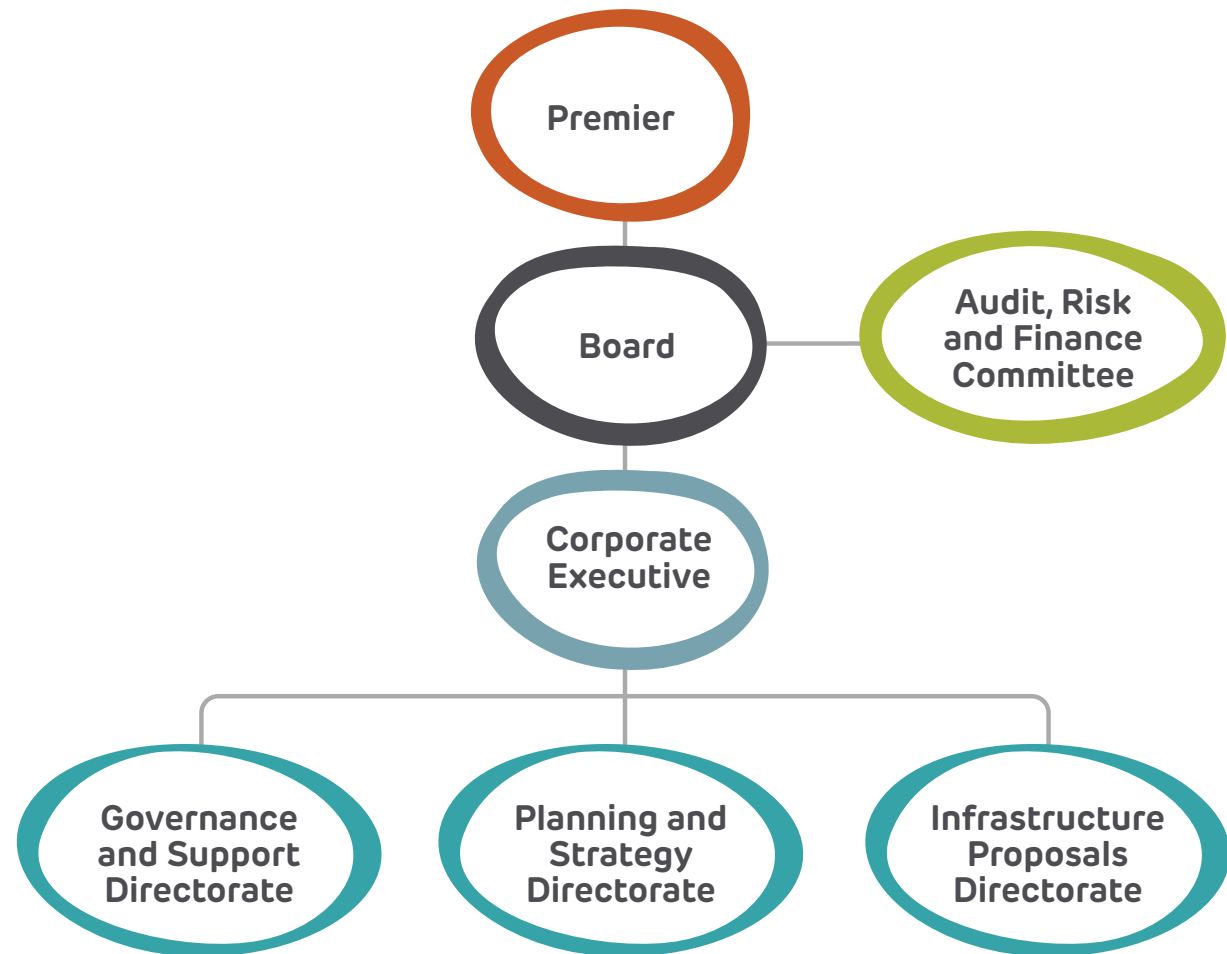 Premier
Board
Audit, Risk
and Finance
Committee
Corporate
Executive
Governance
and Support
Directorate
Planning and
Strategy
Directorate
Infrastructure
Proposals
Directorate